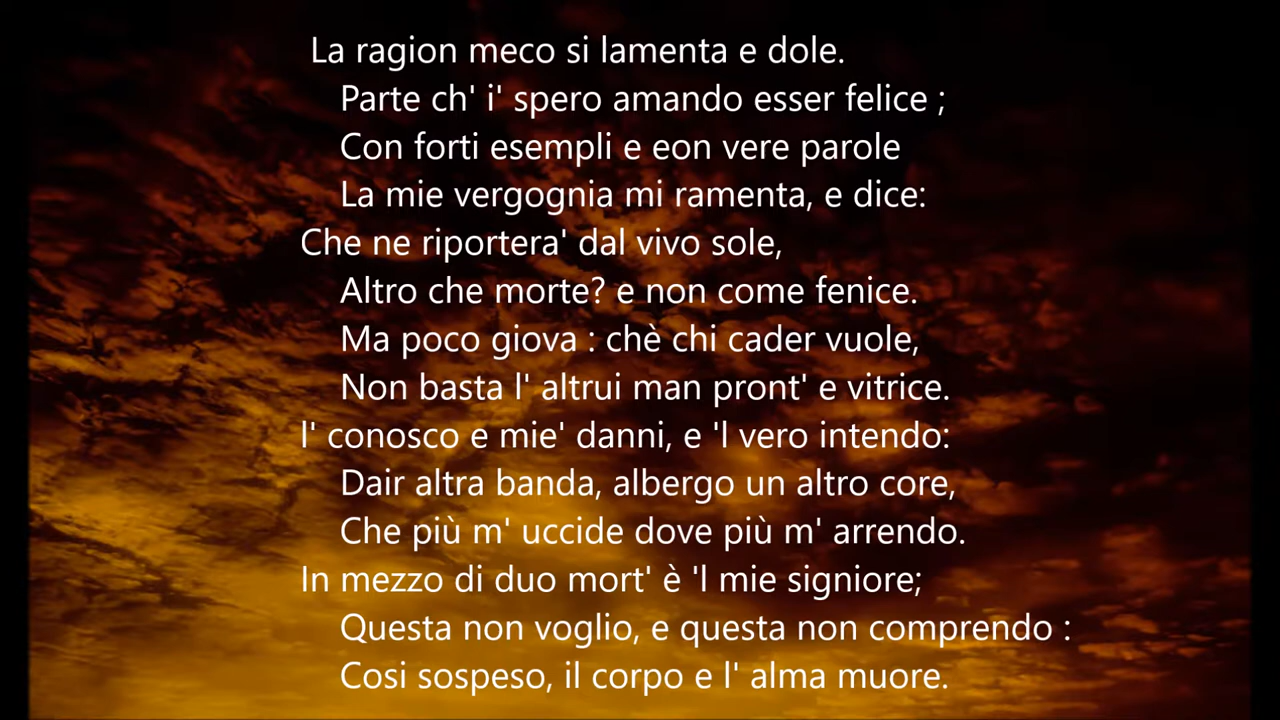 La ragion meco si lamenta e dole.
Parte ch' i' spero amando esser felice ;
Con forti esempli e eon vere parole
La mie vergognia mi ramenta, e dice:
Che ne riportera' dal vivo sole,
Altro che morte? e non come fenice.
Ma poco giova : chè chi cader vuole,
Non basta l' altrui man pront' e vitrice.
l' conosco e mie' danni, e 'l vero intendo:
Dair altra banda, albergo un altro core,
Che più m' uccide dove più m' arrendo.
In mezzo di duo mort' è 'l mie signiore;
Questa non voglio, e questa non comprendo :
Cosi sospeso, il corpo e l' alma muore.